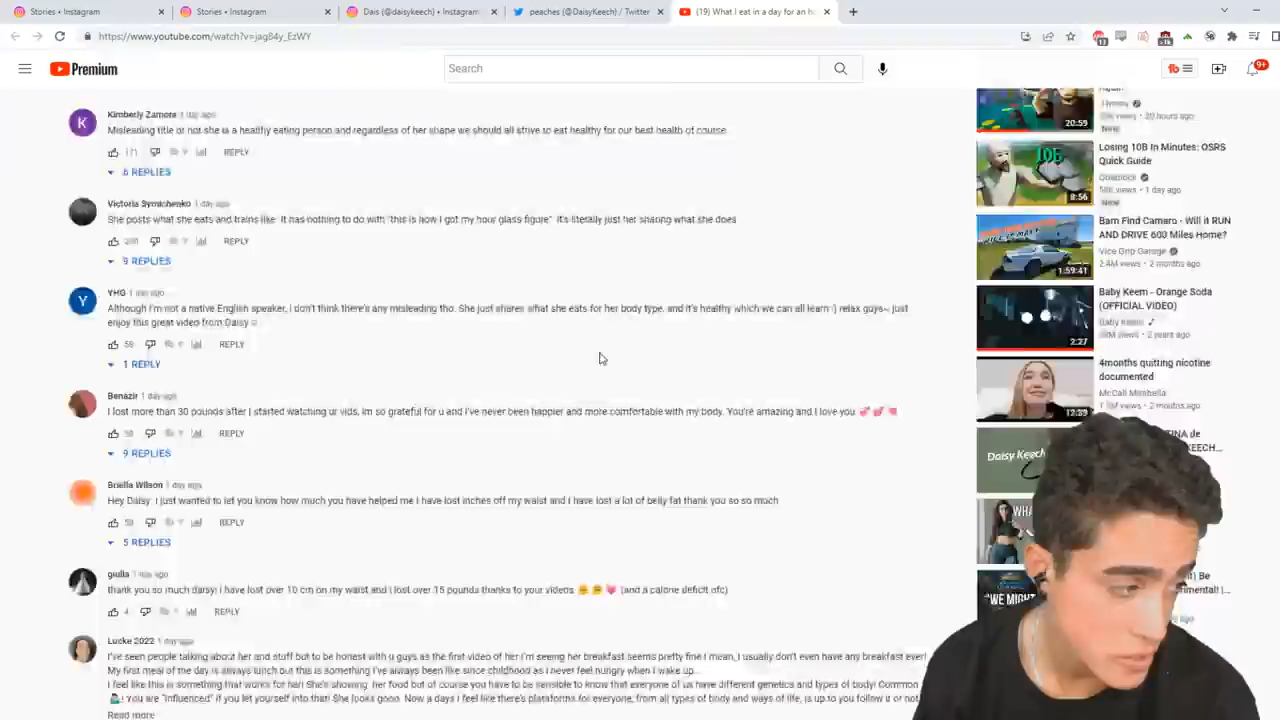 Stories • Instagram
Stories • Instagram
Dais (@daisykeech) • Instagram
peaches (@DaisyKeech) / Twitter
(19) What I eat in a day for an h
https://www.youtube.com/watch?v=jag84y_EzWY
Premium
Search
9+
Kimberly Zamora 1 day ago
Misleading title or not she is a healthy eating person and regardless of her shape we should all strive to eat healthy for our best health of course
171
REPLY
6 REPLIES
Victoria 1 day ago
She posts what she eats and trains like. It has nothing to do with "this is how I got my hour glass figure" It's literally just her sharing what she does
REPLY
9 REPLIES
YHG 1 day ago
Although I'm not a native English speaker, I don't think there's any misleading tho. She just shares what she eats for her body type, and it's healthy which we can all learn :) relax guys~ just
enjoy this great video from Daisy
59
REPLY
1 REPLY
Benazir 1 day ago
I lost more than 30 pounds after I started watching ur vids, im so grateful for u and I've never been happier and more comfortable with my body. You're amazing and I love you 💕 💕
REPLY
9 REPLIES
Briella Wilson 1 day ago
Hey Daisy. I just wanted to let you know how much you have helped me I have lost inches off my waist and I have lost a lot of belly fat thank you so so much
REPLY
5 REPLIES
giulia 1 day ago
thank you so much daisy! i have lost over 10 cm on my waist and i lost over 15 pounds thanks to your videos (and a calorie deficit ofc)
4
REPLY
Lucke 2022 1 day ago
I've seen people talking about her and stuff but to be honest with u guys as the first video of her i'm seeing her breakfast seems pretty fine I mean, I usually don't even have any breakfast ever!
My first meal of the day is always lunch but this is something I've always been like since childhood as I never feel hungry when I wake up.
I feel like this is something that works for her! She's showing her food but of course you have to be sensible to know that everyone of us have different genetics and types of body! Common
you are "influenced" if you let yourself into that! She looks good. Now a days I feel like there's platforms for everyone, from all types of body and ways of life, is up to you follow it or not
Read more
20:59
20 hours ago
New
Losing 10B In Minutes: OSRS
Quick Guide
1 day ago
New
8:56
Barn Find Camaro - Will it RUN
AND DRIVE 600 Miles Home?
Vice Grip Garage
2.4M views • 2 months ago
1:59:41
Baby Keem - Orange Soda
(OFFICIAL VIDEO)
Baby Keem
views • 2 years ago
2:27
4months quitting nicotine
documented
McCall Mirabella
views • 2 months ago
12:39
Daisy Keech
"WE MIGHT